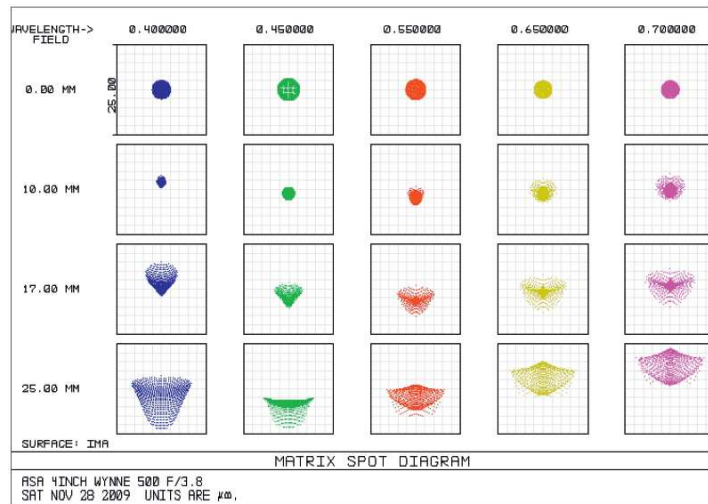 WAVELENGTH-> 0.400000 0.450000 0.550000 0.650000 0.700000
FIELD
0.00 MM
25.00
10.00 MM
17.00 MM
25.00 MM
SURFACE: IMA
MATRIX SPOT DIAGRAM
ASA 4INCH WYNNE 500 F/3.8
SAT NOV 28 2009 UNITS ARE µm.